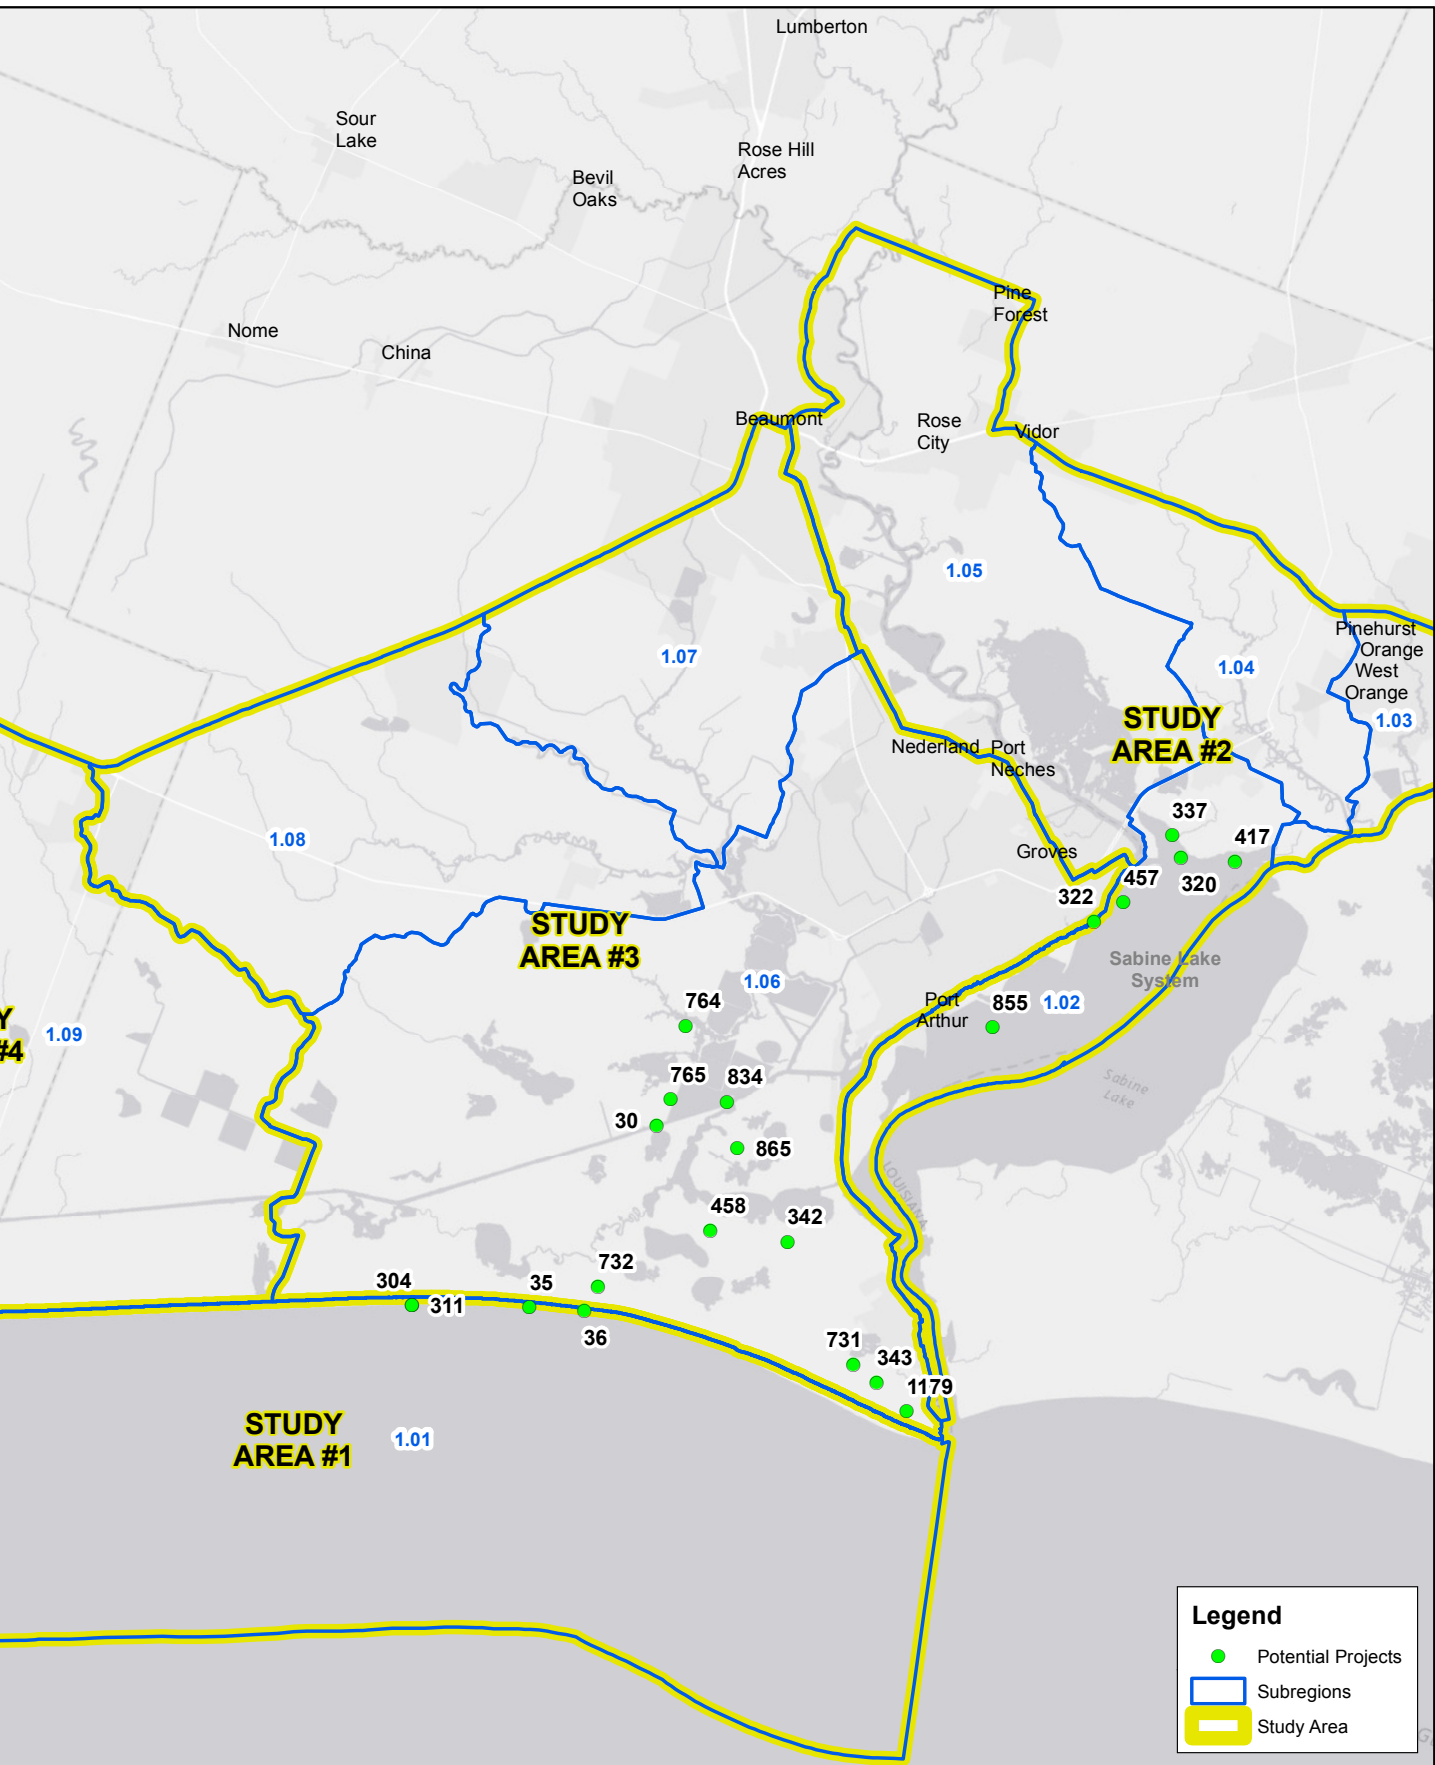 Lumberton
Sour
Lake
Rose Hill
Acres
Bevil
Oaks
Pine
Forest
Nome
China
Beaumont
Rose
City
Vidor
1.05
Pinehurst
Orange
West
Orange
1.07
1.04
1.03
STUDY
AREA #2
Nederland
Port
Neches
337
1.08
Groves
417
457
320
322
STUDY
AREA #3
Sabine Lake
System
1.06
764
Port
Arthur
855
1.02
Y
#4
1.09
765
834
Sabine
Lake
30
865
LOUISIANA
458
342
732
304
311
35
36
731
343
1179
STUDY
AREA #1
1.01
Legend
Potential Projects
Subregions
Study Area